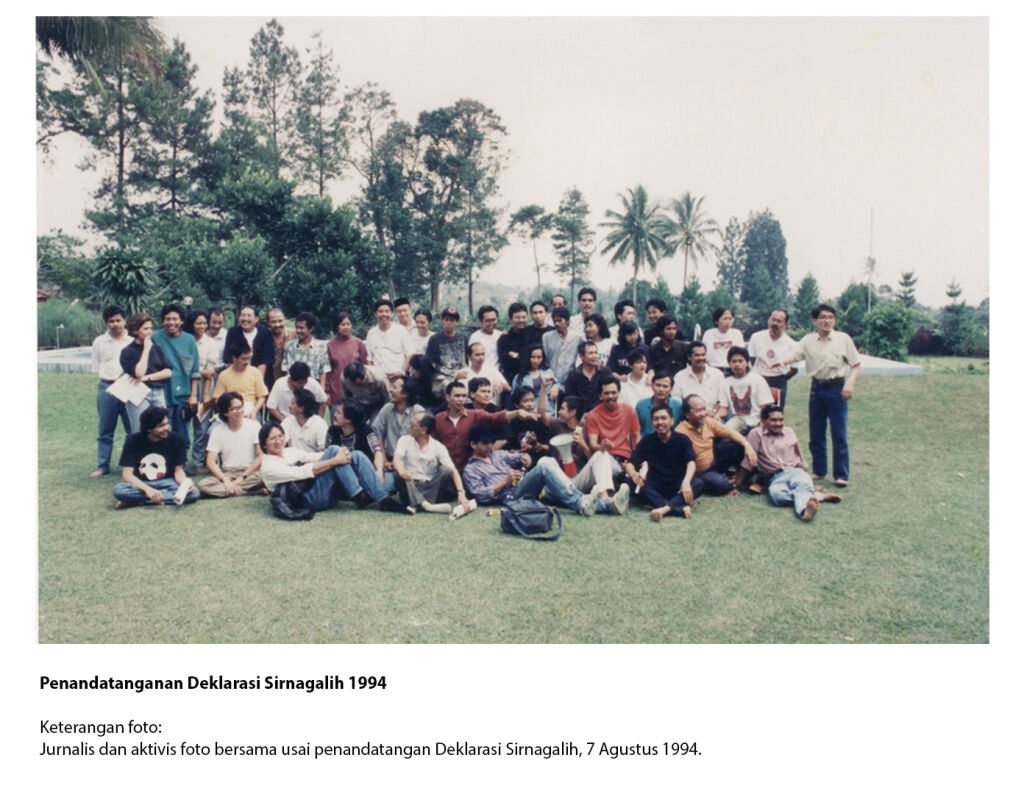 Penandatanganan Deklarasi Sirnagalih 1994
Keterangan foto:
Jurnalis dan aktivis foto bersama usai penandatangan Deklarasi Sirnagalih, 7 Agustus 1994.